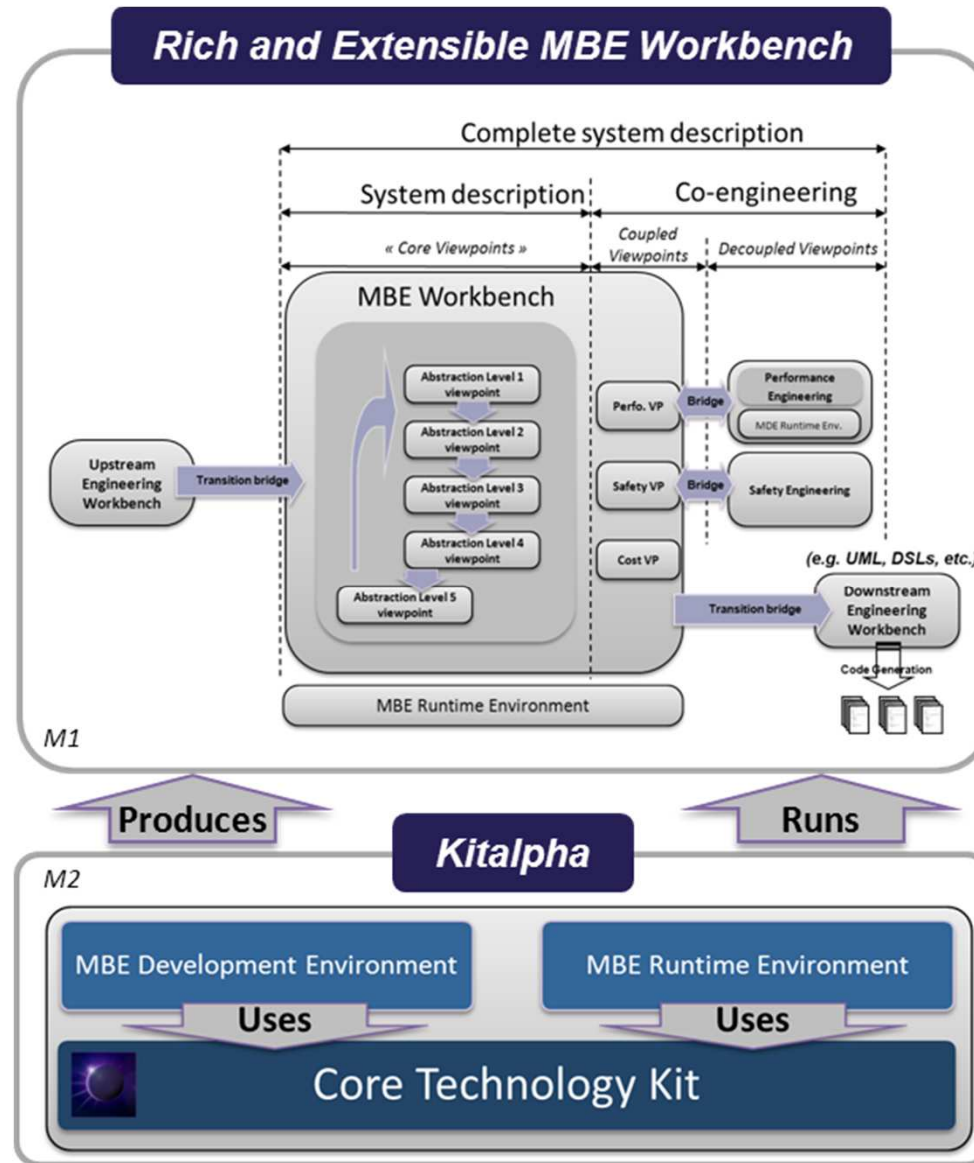 Rich and Extensible MBE Workbench
Complete system description
System description
Co-engineering
« Core Viewpoints »
Coupled
Viewpoints
Decoupled Viewpoints
MBE Workbench
Abstraction Level 1
viewpoint
Abstraction Level 2
viewpoint
Abstraction Level 3
viewpoint
Abstraction Level 4
viewpoint
Abstraction Level 5
viewpoint
Upstream
Engineering
Workbench
Transition bridge
Perfo. VP
Bridge
Performance
Engineering
MDE Runtime Env.
Safety VP
Bridge
Safety Engineering
Cost VP
(e.g. UML, DSLs, etc.)
Transition bridge
Downstream
Engineering
Workbench
Code Generation
MBE Runtime Environment
M1
Produces
Runs
Kitalpha
M2
MBE Development Environment
MBE Runtime Environment
Uses
Uses
Core Technology Kit